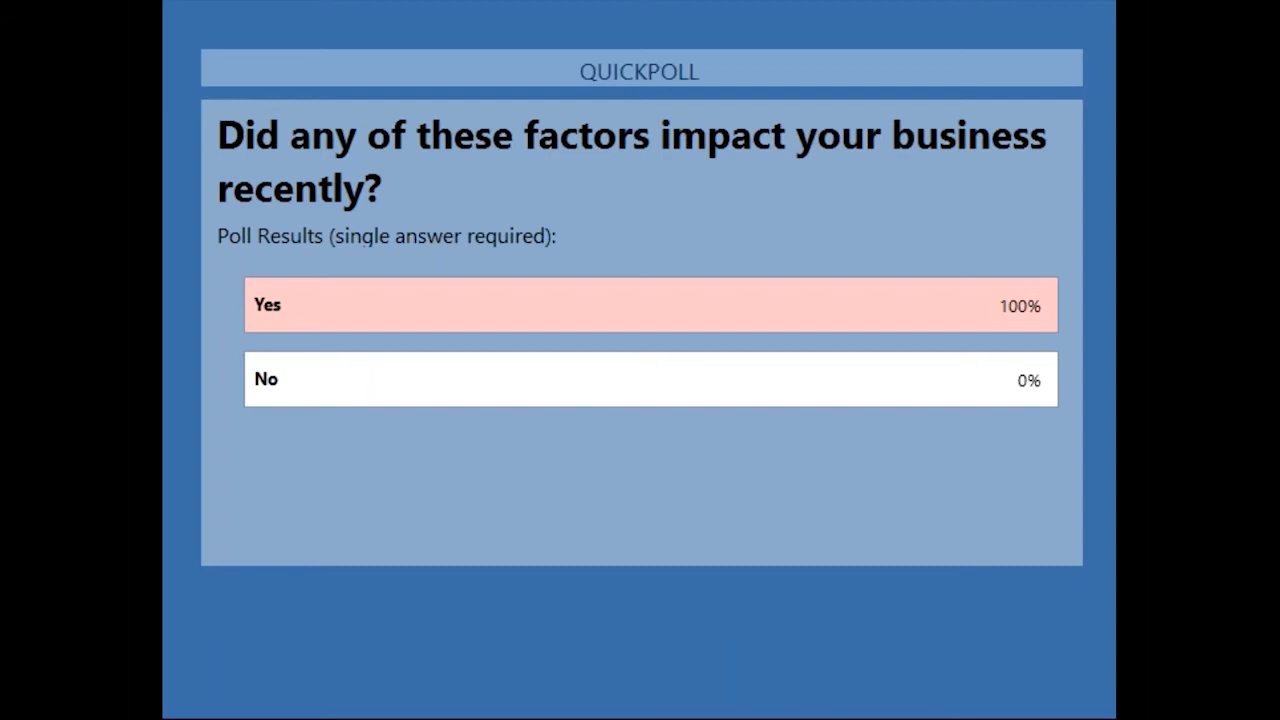 QUICKPOLL
Did any of these factors impact your business
recently?
Poll Results (single answer required):
Yes 100%
No 0%